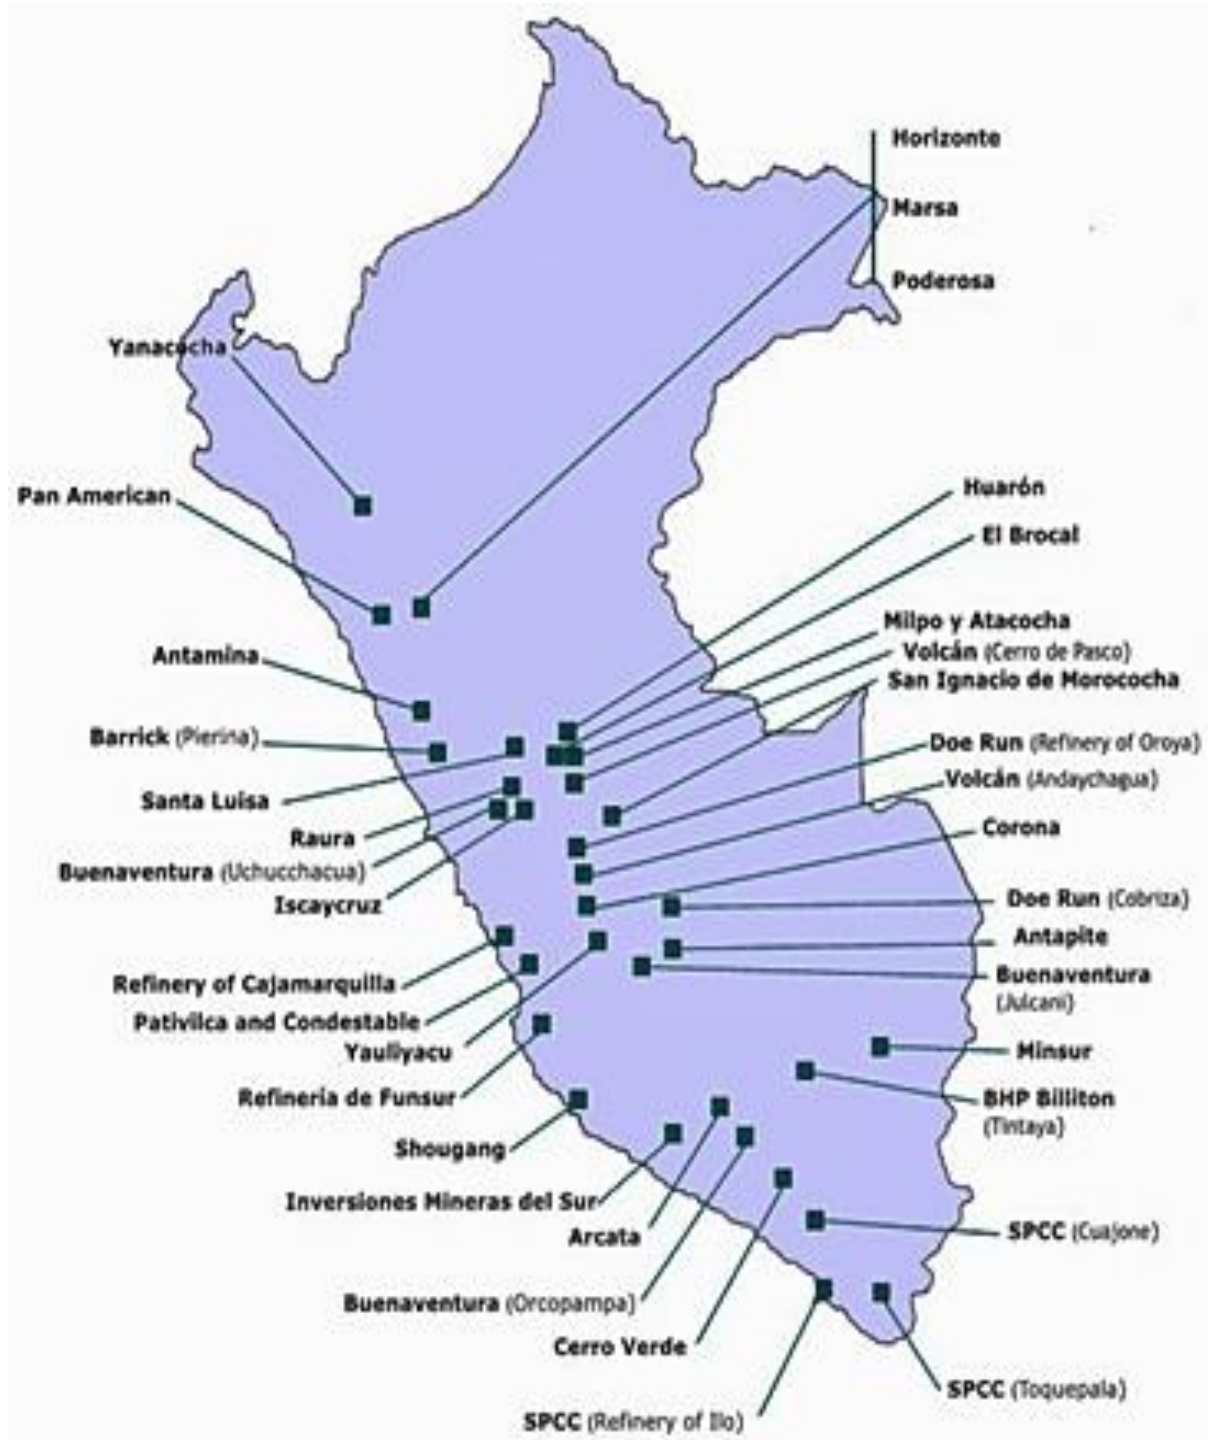 Horizonte
Marsa
Poderosa
Yanacocha
Pan American
Huarón
El Brocal
Milpo y Atacocha
Volcán (Cerro de Pasco)
San Ignacio de Morococha
Antamina
Barrick (Pierina)
Doe Run (Refinery of Oroya)
Volcán (Andaychagua)
Santa Luisa
Raura
Corona
Buenaventura (Uchucchacua)
Iscaycruz
Doe Run (Cobriza)
Antapite
Buenaventura
(Julcani)
Refinery of Cajamarquilla
Pativilca and Condestable
Yauliyacu
Minsur
Refinería de Funsur
BHP Billiton
(Tintaya)
Shougang
Inversiones Mineras del Sur
Arcata
SPCC (Cuajone)
Buenaventura (Orcopampa)
Cerro Verde
SPCC (Toquepala)
SPCC (Refinery of Ilo)